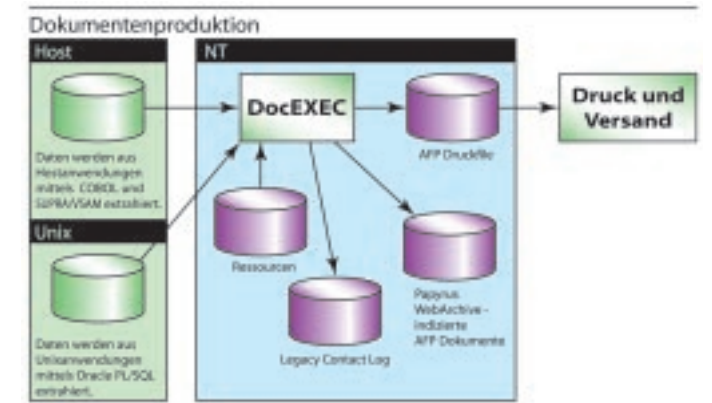 Dokumentenproduktion
Host
Daten werden aus
Hostanwendungen
mittels COBOL und
SUPRA/VSAM extrahiert.
Unix
Daten werden aus
Unixanwendungen
mittels Oracle PL/SQL
extrahiert.
NT
DocEXEC
AFP Druckfile
Ressourcen
Legacy Contact Log
Papyrus
WebArchive -
indizierte
AFP Dokumente
Druck und
Versand